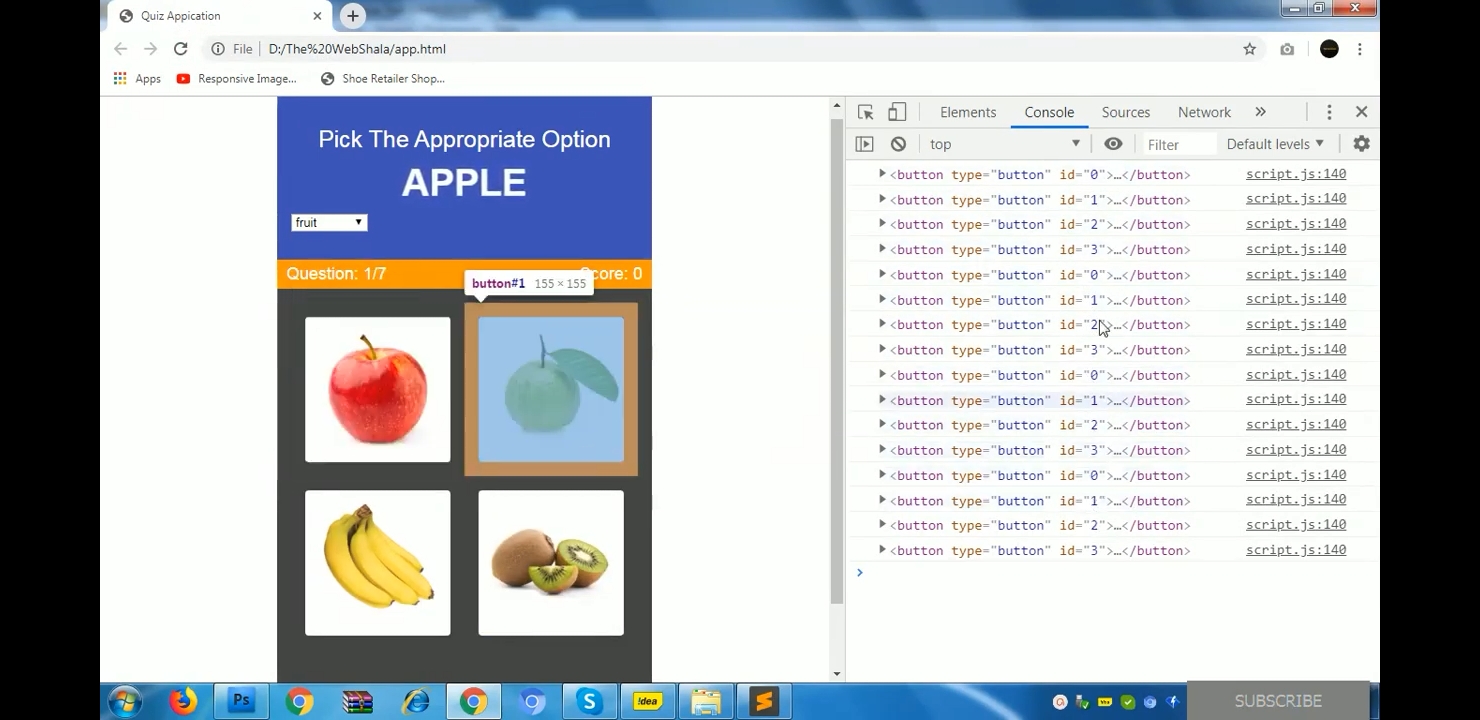 Quiz Appication
File
D:/The%20WebShala/app.html
Apps
Responsive Image...
Shoe Retailer Shop...
Pick The Appropriate Option
APPLE
fruit
Question: 1/7
core: 0
button#1 155 × 155
Elements
Console
Sources
Network
top
Filter
Default levels
<button type="button" id="0">…</button> script.js:140
<button type="button" id="1">…</button> script.js:140
<button type="button" id="2">…</button> script.js:140
<button type="button" id="3">…</button> script.js:140
<button type="button" id="0">…</button> script.js:140
<button type="button" id="1">…</button> script.js:140
<button type="button" id="2">…</button> script.js:140
<button type="button" id="3">…</button> script.js:140
<button type="button" id="0">…</button> script.js:140
<button type="button" id="1">…</button> script.js:140
<button type="button" id="2">…</button> script.js:140
<button type="button" id="3">…</button> script.js:140
<button type="button" id="0">…</button> script.js:140
<button type="button" id="1">…</button> script.js:140
<button type="button" id="2">…</button> script.js:140
<button type="button" id="3">…</button> script.js:140
Ps
!dea
SUBSCRIBE